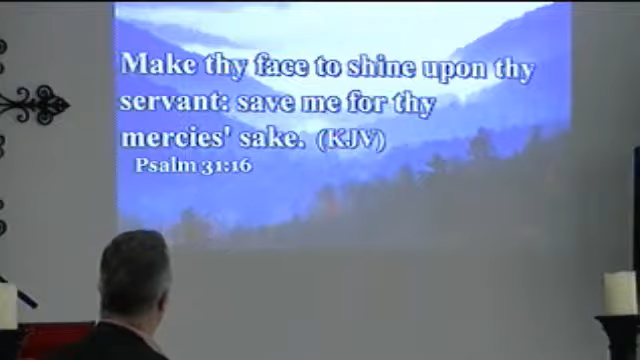 Make thy face to shine upon thy
servant: save me for thy
mercies' sake. (KJV)
Psalm 31:16